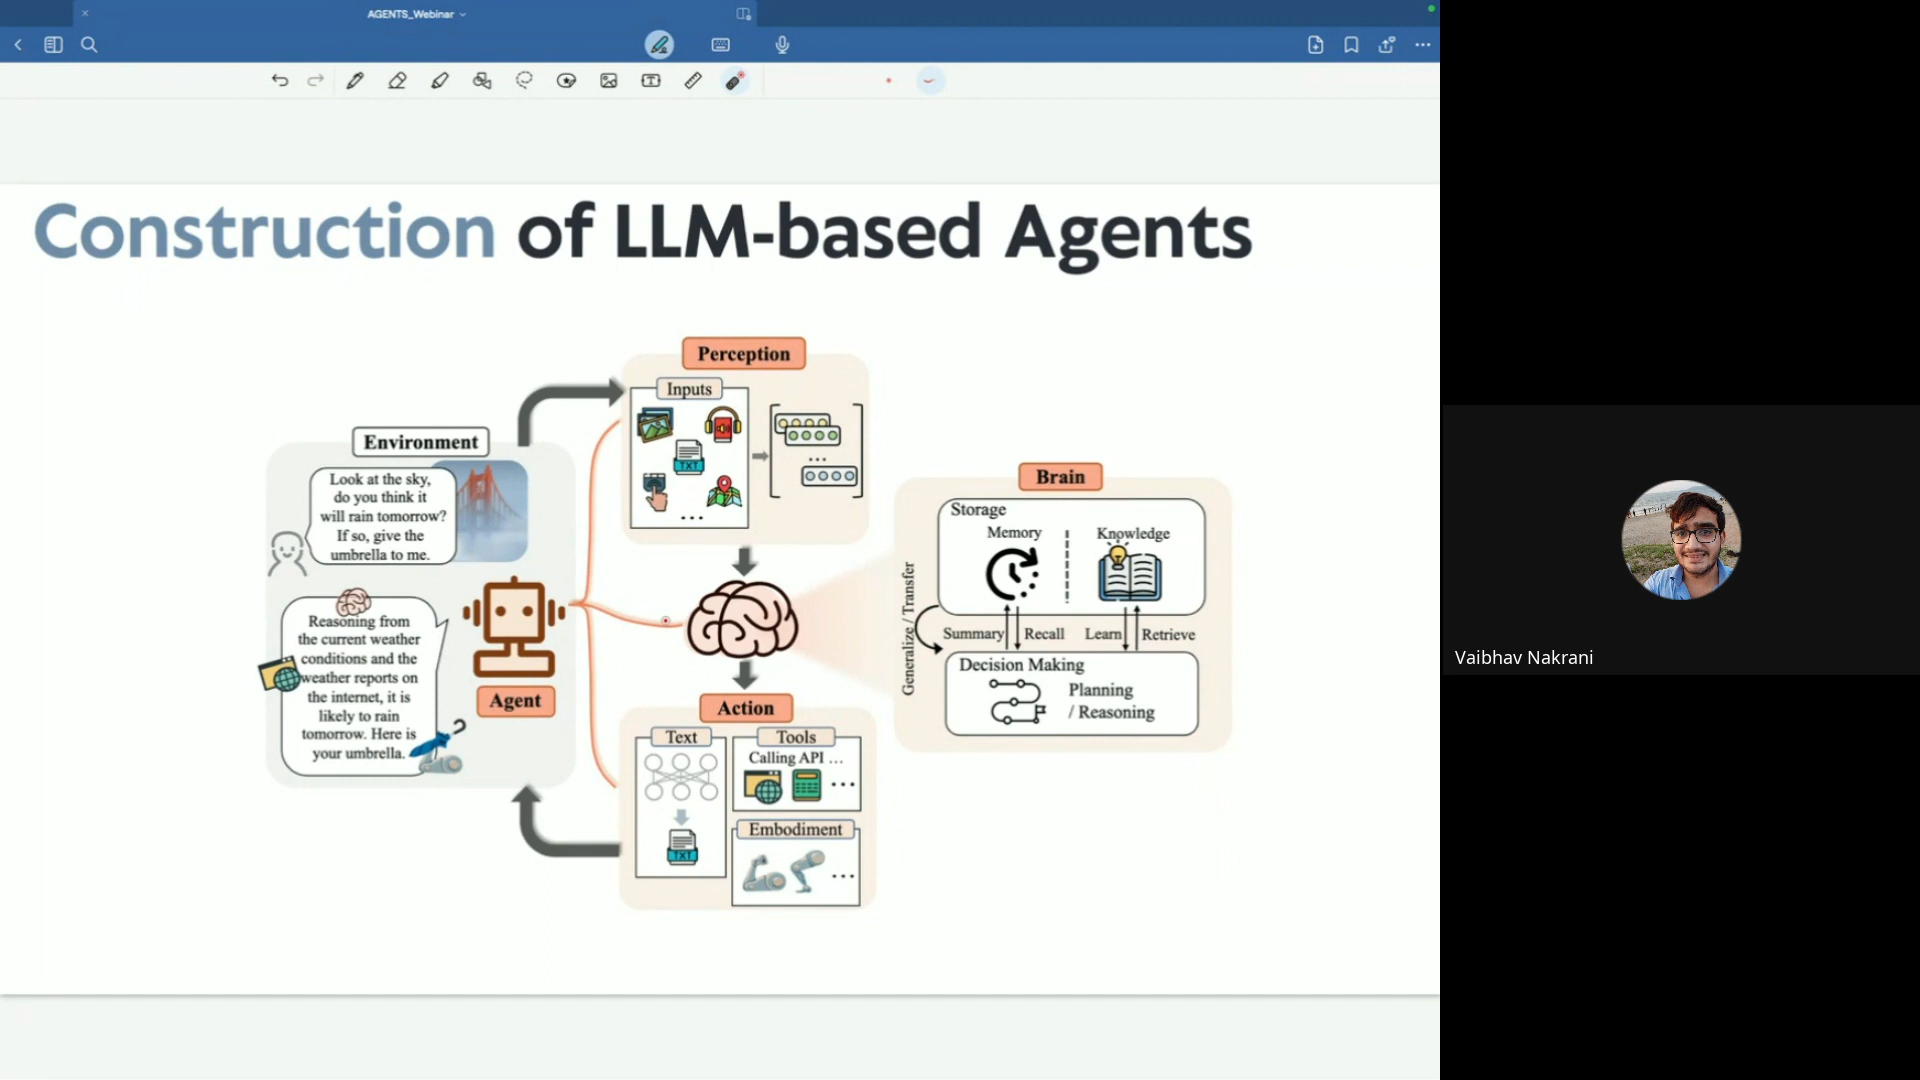 AGENTS_Webinar
Construction of LLM-based Agents
Environment
Look at the sky,
do you think it
will rain tomorrow?
If so, give the
umbrella to me.
Reasoning from
the current weather
conditions and the
weather reports on
the internet, it is
likely to rain
tomorrow. Here is
your umbrella.
Agent
Perception
Inputs
TXT
...
...
Brain
Storage
Memory
Knowledge
Generalize / Transfer
Summary
Recall
Learn
Retrieve
Decision Making
Planning
/ Reasoning
Action
Text
TXT
Tools
Calling API ...
...
Embodiment
...
Vaibhav Nakrani